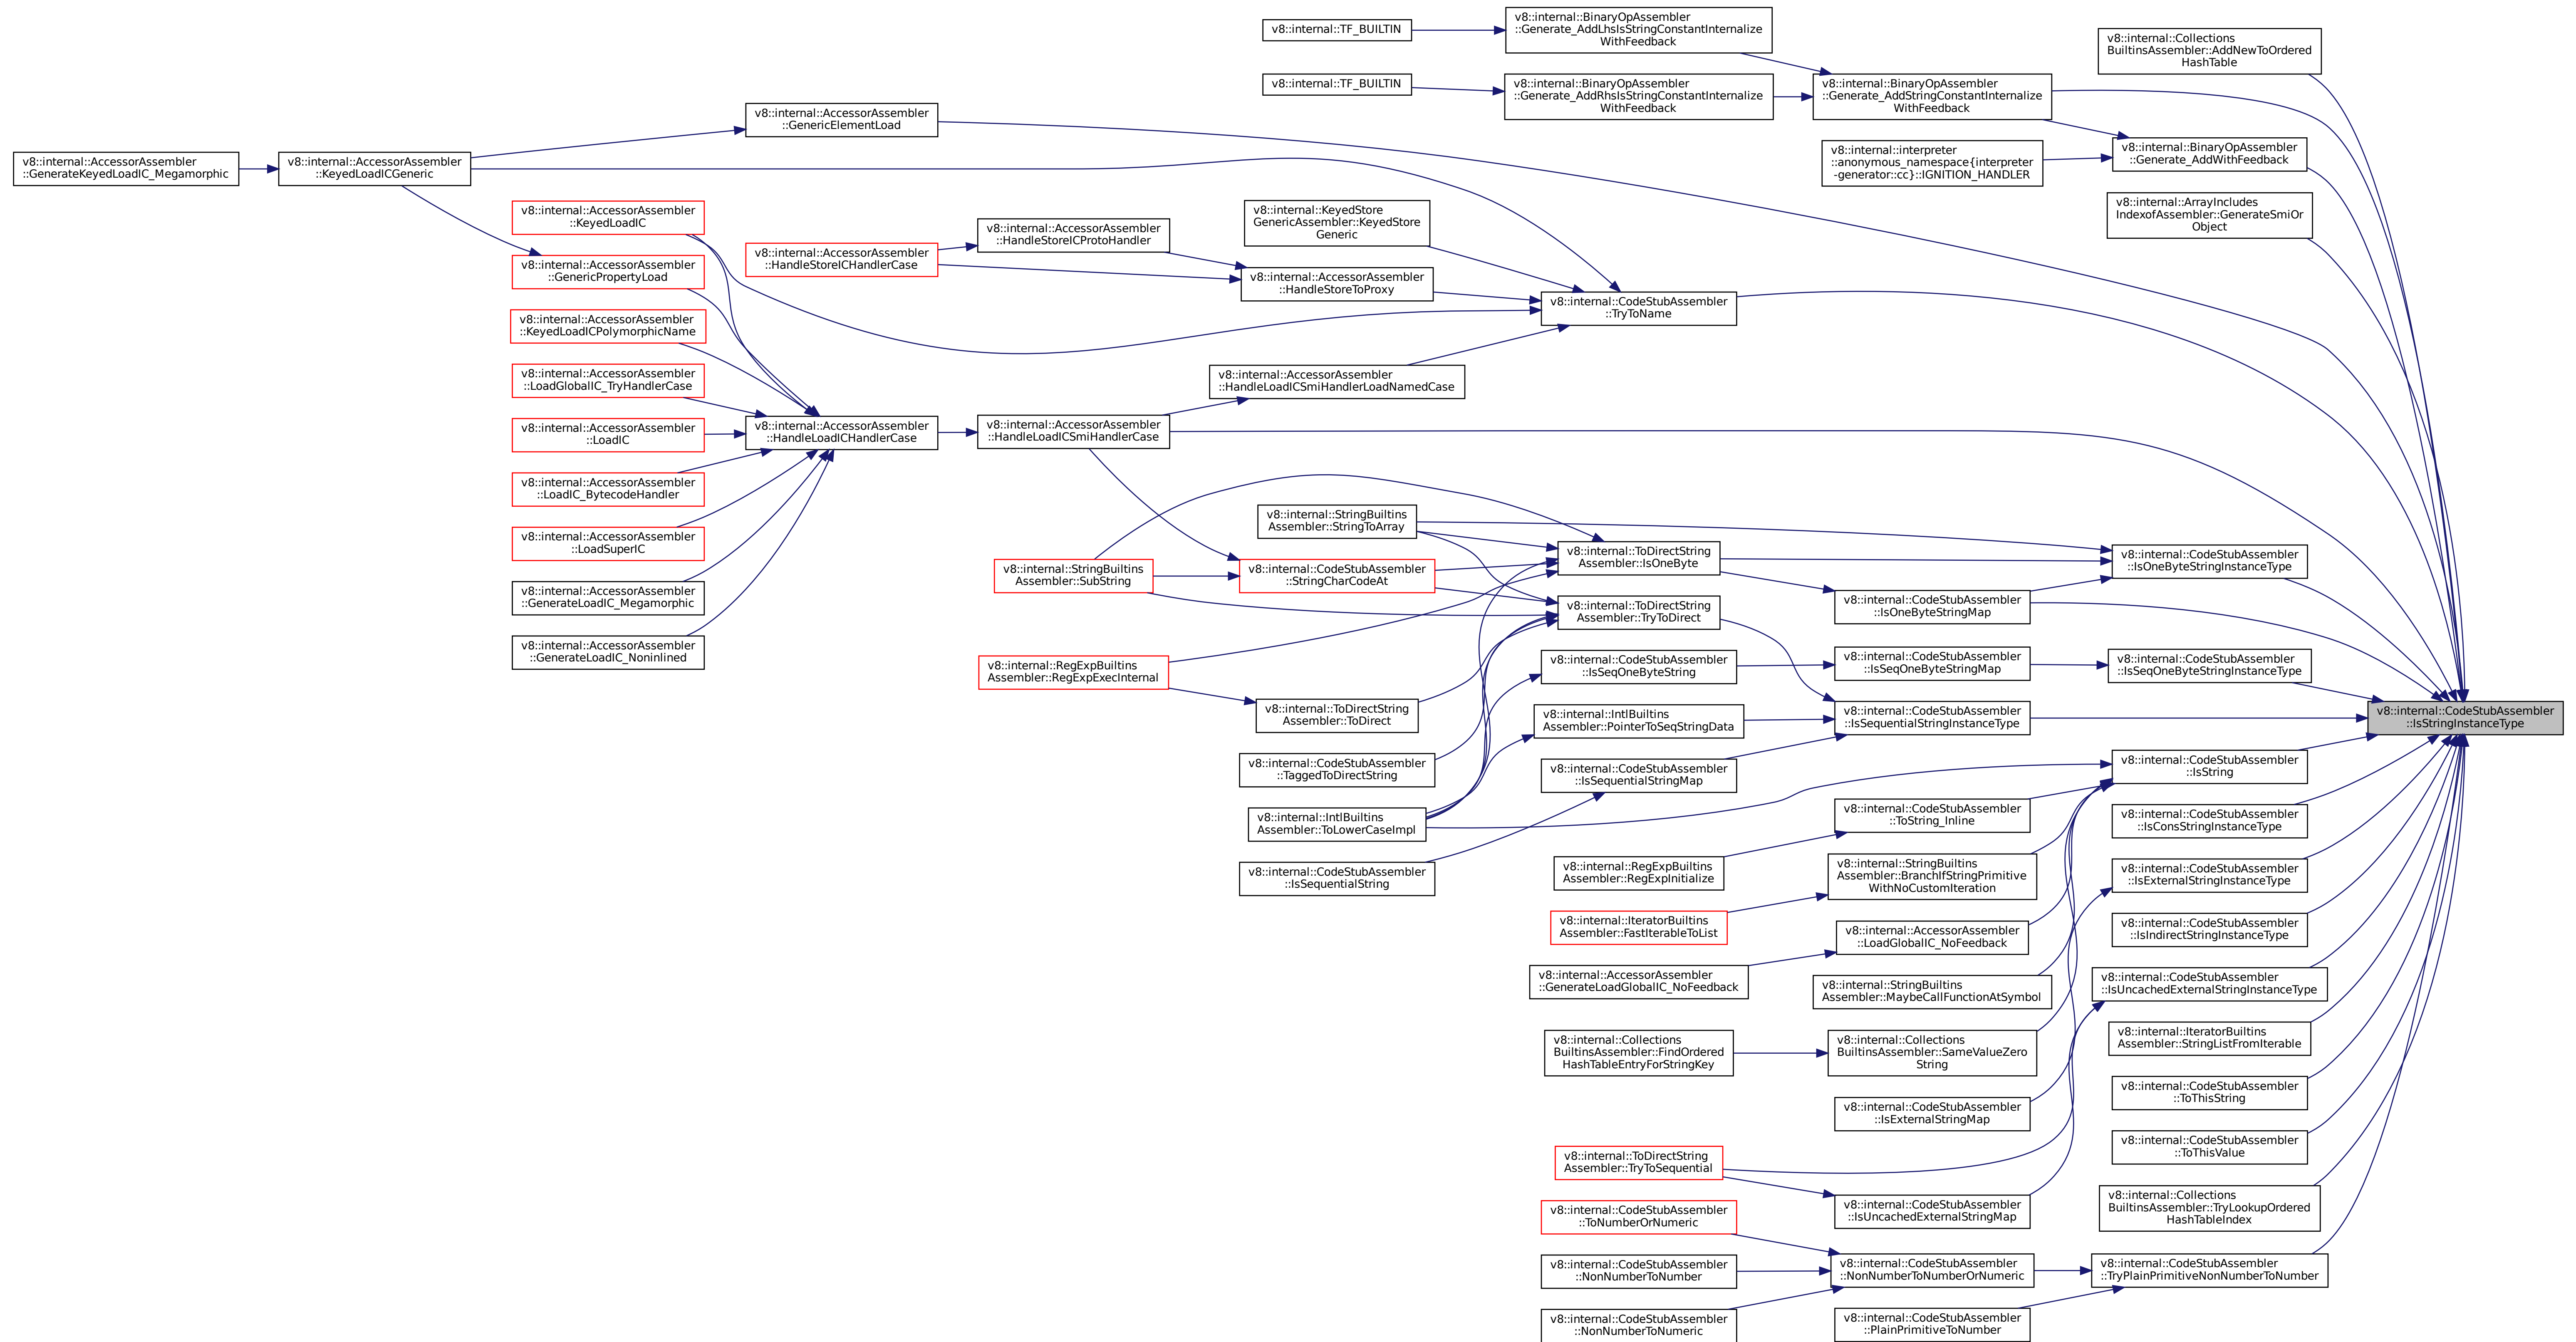 v8::internal::TF_BUILTIN
v8::internal::BinaryOpAssembler
::Generate_AddLhsIsStringConstantInternalize
WithFeedback
v8::internal::Collections
BuiltinsAssembler::AddNewToOrdered
HashTable
v8::internal::TF_BUILTIN
v8::internal::BinaryOpAssembler
::Generate_AddRhsIsStringConstantInternalize
WithFeedback
v8::internal::BinaryOpAssembler
::Generate_AddStringConstantInternalize
WithFeedback
v8::internal::AccessorAssembler
::GenericElementLoad
v8::internal::AccessorAssembler
::GenerateKeyedLoadIC_Megamorphic
v8::internal::AccessorAssembler
::KeyedLoadICGeneric
v8::internal::interpreter
::anonymous_namespace{interpreter
-generator::cc}::IGNITION_HANDLER
v8::internal::BinaryOpAssembler
::Generate_AddWithFeedback
v8::internal::ArrayIncludes
IndexofAssembler::GenerateSmiOr
Object
v8::internal::AccessorAssembler
::KeyedLoadIC
v8::internal::AccessorAssembler
::GenericPropertyLoad
v8::internal::AccessorAssembler
::HandleStoreICHandlerCase
v8::internal::AccessorAssembler
::HandleStoreICProtoHandler
v8::internal::KeyedStore
GenericAssembler::KeyedStore
Generic
v8::internal::AccessorAssembler
::HandleStoreToProxy
v8::internal::CodeStubAssembler
::TryToName
v8::internal::AccessorAssembler
::KeyedLoadICPolymorphicName
v8::internal::AccessorAssembler
::LoadGlobalIC_TryHandlerCase
v8::internal::AccessorAssembler
::HandleLoadICSmiHandlerLoadNamedCase
v8::internal::AccessorAssembler
::LoadIC
v8::internal::AccessorAssembler
::HandleLoadICHandlerCase
v8::internal::AccessorAssembler
::HandleLoadICSmiHandlerCase
v8::internal::AccessorAssembler
::LoadIC_BytecodeHandler
v8::internal::AccessorAssembler
::LoadSuperIC
v8::internal::AccessorAssembler
::GenerateLoadIC_Megamorphic
v8::internal::AccessorAssembler
::GenerateLoadIC_Noninlined
v8::internal::StringBuiltins
Assembler::StringToArray
v8::internal::StringBuiltins
Assembler::SubString
v8::internal::CodeStubAssembler
::StringCharCodeAt
v8::internal::ToDirectString
Assembler::IsOneByte
v8::internal::CodeStubAssembler
::IsOneByteStringInstanceType
v8::internal::ToDirectString
Assembler::TryToDirect
v8::internal::CodeStubAssembler
::IsOneByteStringMap
v8::internal::RegExpBuiltins
Assembler::RegExpExecInternal
v8::internal::CodeStubAssembler
::IsSeqOneByteString
v8::internal::CodeStubAssembler
::IsSeqOneByteStringMap
v8::internal::CodeStubAssembler
::IsSeqOneByteStringInstanceType
v8::internal::ToDirectString
Assembler::ToDirect
v8::internal::IntlBuiltins
Assembler::PointerToSeqStringData
v8::internal::CodeStubAssembler
::IsSequentialStringInstanceType
v8::internal::CodeStubAssembler
::IsStringInstanceType
v8::internal::CodeStubAssembler
::TaggedToDirectString
v8::internal::CodeStubAssembler
::IsSequentialStringMap
v8::internal::CodeStubAssembler
::IsString
v8::internal::IntlBuiltins
Assembler::ToLowerCaseImpl
v8::internal::CodeStubAssembler
::ToString_Inline
v8::internal::CodeStubAssembler
::IsConsStringInstanceType
v8::internal::CodeStubAssembler
::IsSequentialString
v8::internal::RegExpBuiltins
Assembler::RegExpInitialize
v8::internal::StringBuiltins
Assembler::BranchIfStringPrimitive
WithNoCustomIteration
v8::internal::CodeStubAssembler
::IsExternalStringInstanceType
v8::internal::IteratorBuiltins
Assembler::FastIterableToList
v8::internal::AccessorAssembler
::LoadGlobalIC_NoFeedback
v8::internal::CodeStubAssembler
::IsIndirectStringInstanceType
v8::internal::AccessorAssembler
::GenerateLoadGlobalIC_NoFeedback
v8::internal::StringBuiltins
Assembler::MaybeCallFunctionAtSymbol
v8::internal::CodeStubAssembler
::IsUncachedExternalStringInstanceType
v8::internal::Collections
BuiltinsAssembler::FindOrdered
HashTableEntryForStringKey
v8::internal::Collections
BuiltinsAssembler::SameValueZero
String
v8::internal::IteratorBuiltins
Assembler::StringListFromIterable
v8::internal::CodeStubAssembler
::IsExternalStringMap
v8::internal::CodeStubAssembler
::ToThisString
v8::internal::ToDirectString
Assembler::TryToSequential
v8::internal::CodeStubAssembler
::ToThisValue
v8::internal::CodeStubAssembler
::ToNumberOrNumeric
v8::internal::CodeStubAssembler
::IsUncachedExternalStringMap
v8::internal::Collections
BuiltinsAssembler::TryLookupOrdered
HashTableIndex
v8::internal::CodeStubAssembler
::NonNumberToNumber
v8::internal::CodeStubAssembler
::NonNumberToNumberOrNumeric
v8::internal::CodeStubAssembler
::TryPlainPrimitiveNonNumberToNumber
v8::internal::CodeStubAssembler
::NonNumberToNumeric
v8::internal::CodeStubAssembler
::PlainPrimitiveToNumber